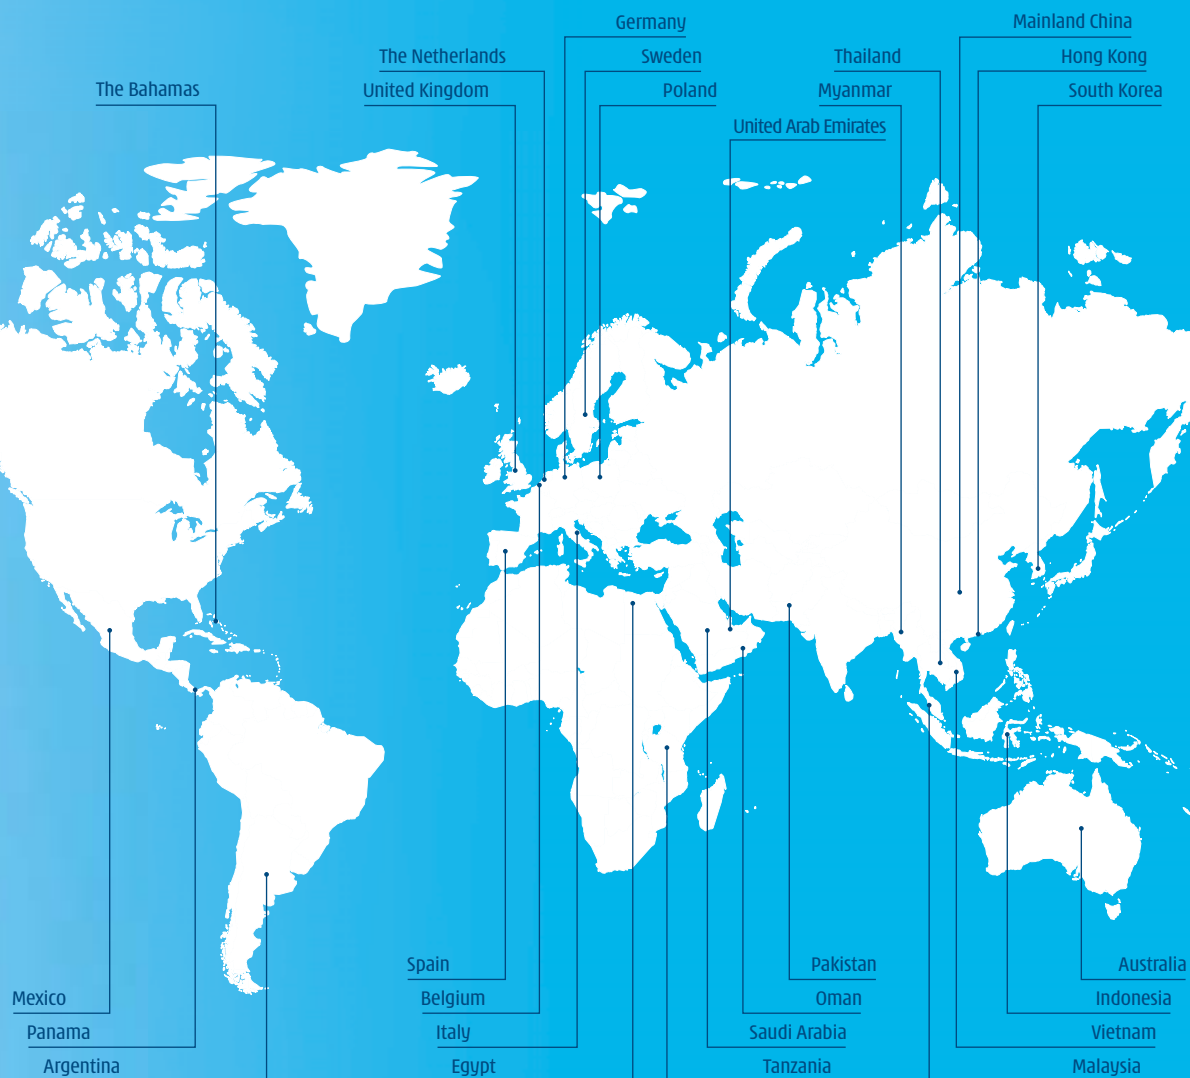 Germany
Mainland China
The Netherlands
Sweden
Thailand
Hong Kong
The Bahamas
United Kingdom
Poland
Myanmar
South Korea
United Arab Emirates
Spain
Pakistan
Australia
Mexico
Belgium
Oman
Indonesia
Panama
Italy
Saudi Arabia
Vietnam
Argentina
Egypt
Tanzania
Malaysia